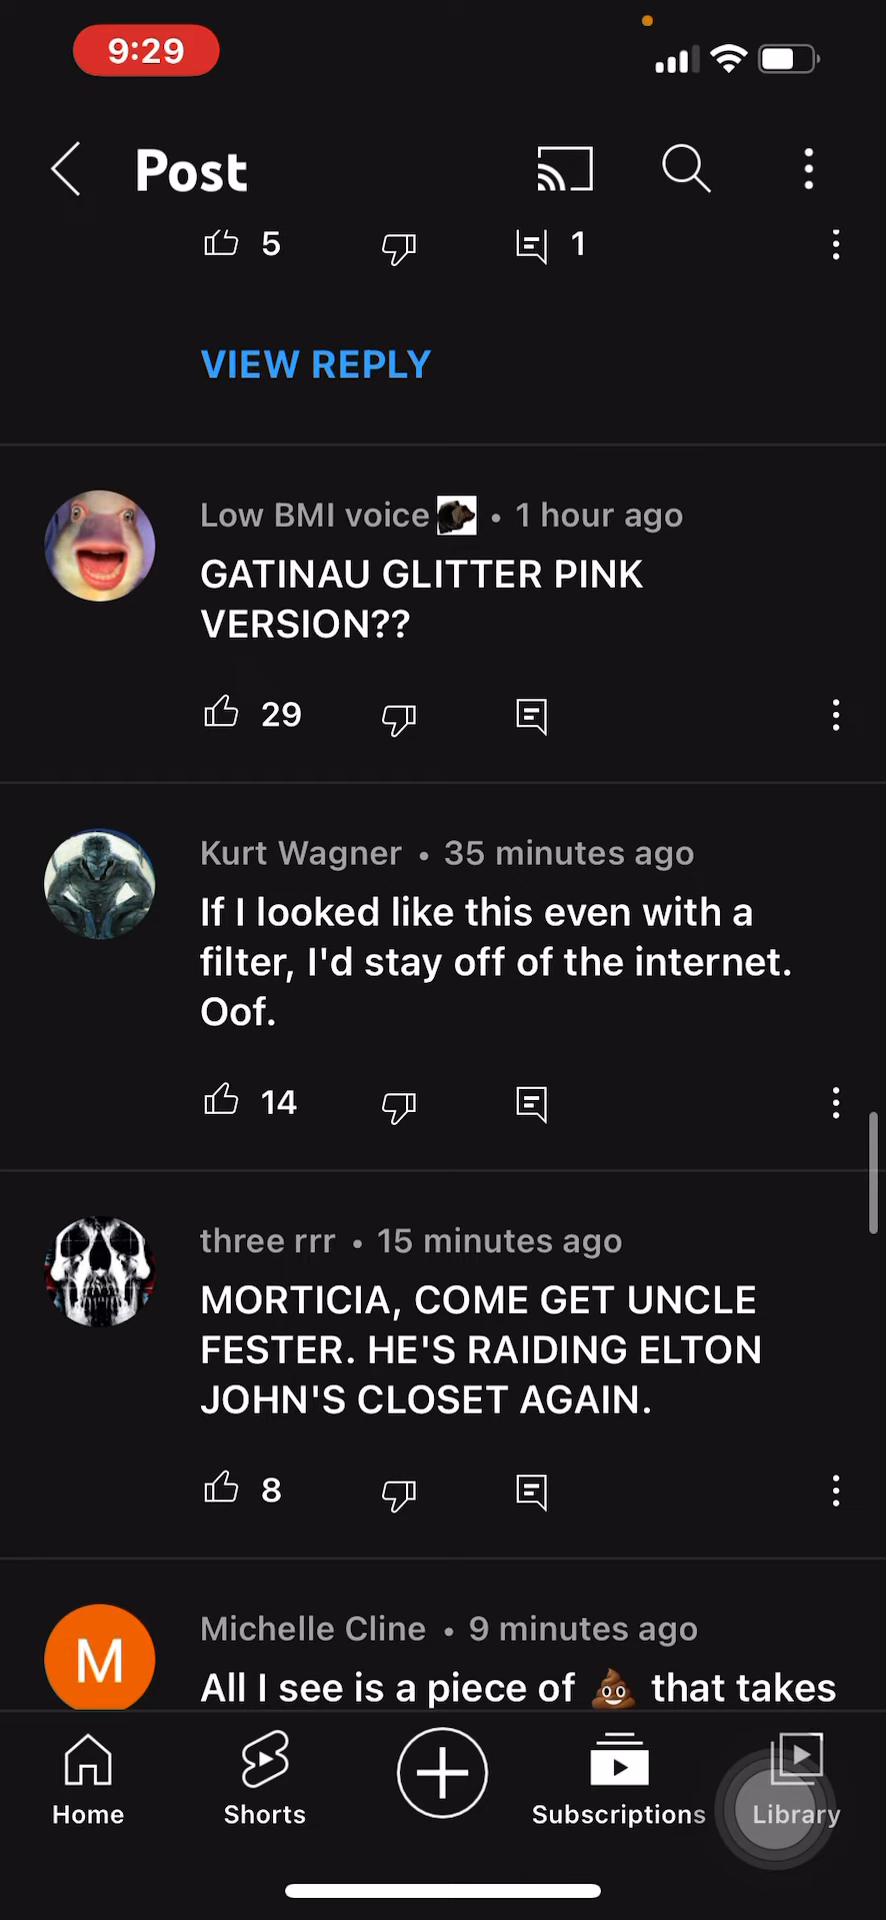 9:29
Post
5
1
VIEW REPLY
Low BMI voice • 1 hour ago
GATINAU GLITTER PINK
VERSION??
29
Kurt Wagner • 35 minutes ago
If I looked like this even with a
filter, I'd stay off of the internet.
Oof.
14
three rrr • 15 minutes ago
MORTICIA, COME GET UNCLE
FESTER. HE'S RAIDING ELTON
JOHN'S CLOSET AGAIN.
8
M
Michelle Cline • 9 minutes ago
All I see is a piece of 💩 that takes
Home
Shorts
Subscriptions
Library